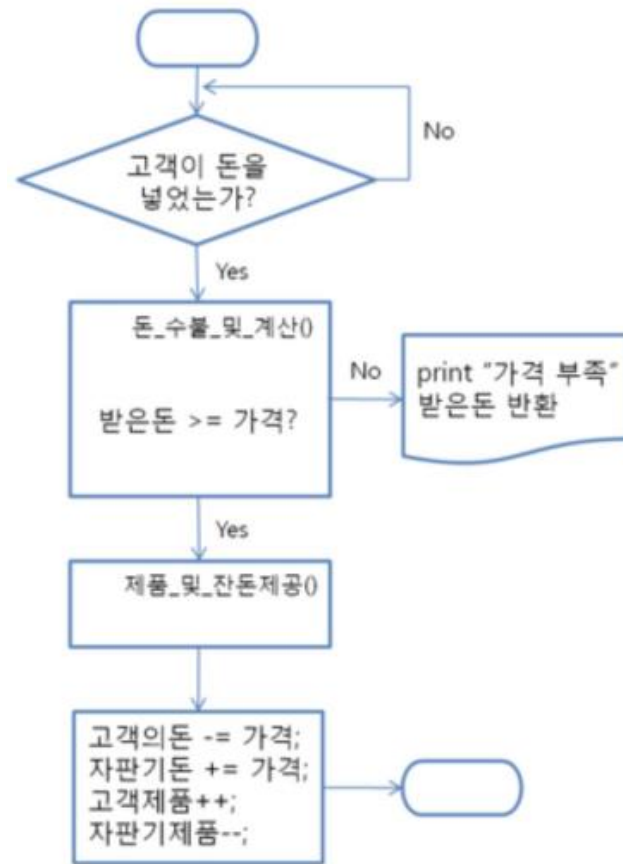 No
고객이 돈을
넣었는가?
Yes
돈_수불_및_계산()
받은돈 >= 가격?
No
print "가격 부족"
받은돈 반환
Yes
제품_및_잔돈제공()
고객의돈 -= 가격;
자판기돈 += 가격;
고객제품++;
자판기제품--;